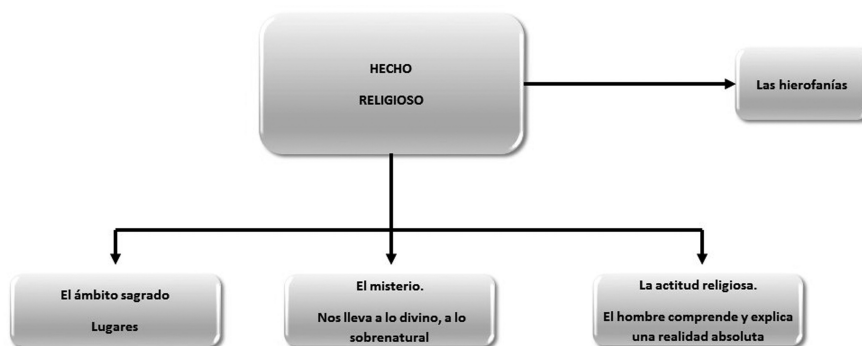 HECHO
RELIGIOSO
Las hierofanías
El ámbito sagrado
Lugares
El misterio.
Nos lleva a lo divino, a lo
sobrenatural
La actitud religiosa.
El hombre comprende y explica
una realidad absoluta